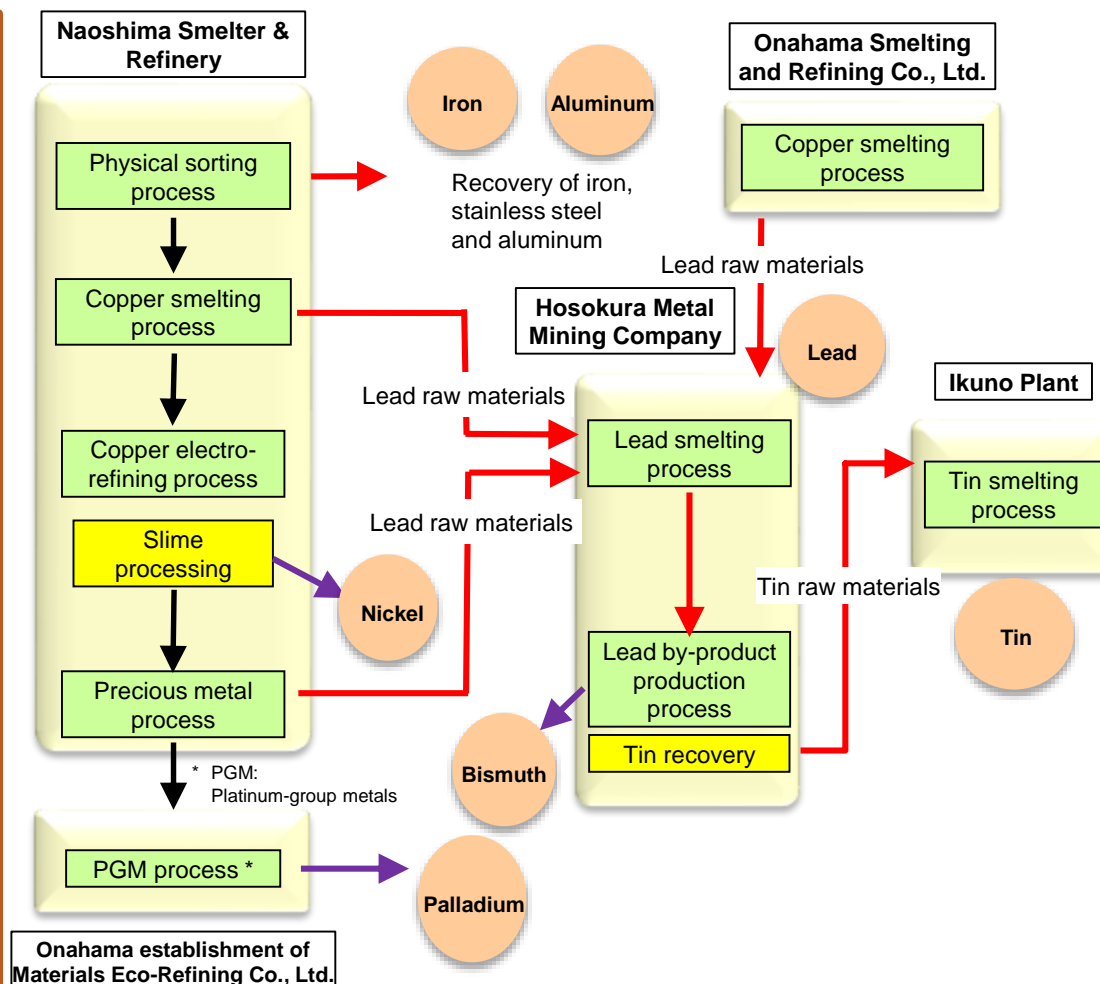 Naoshima Smelter &
Refinery
Physical sorting
process
Copper smelting
process
Copper electro-
refining process
Slime
processing
Precious metal
process
* PGM:
Platinum-group metals
PGM process *
Onahama establishment of
Materials Eco-Refining Co., Ltd.
Iron
Aluminum
Recovery of iron,
stainless steel
and aluminum
Lead raw materials
Lead raw materials
Nickel
Bismuth
Palladium
Onahama Smelting
and Refining Co., Ltd.
Copper smelting
process
Lead raw materials
Hosokura Metal
Mining Company
Lead
Lead smelting
process
Lead by-product
production
process
Tin recovery
Tin raw materials
Ikuno Plant
Tin smelting
process
Tin